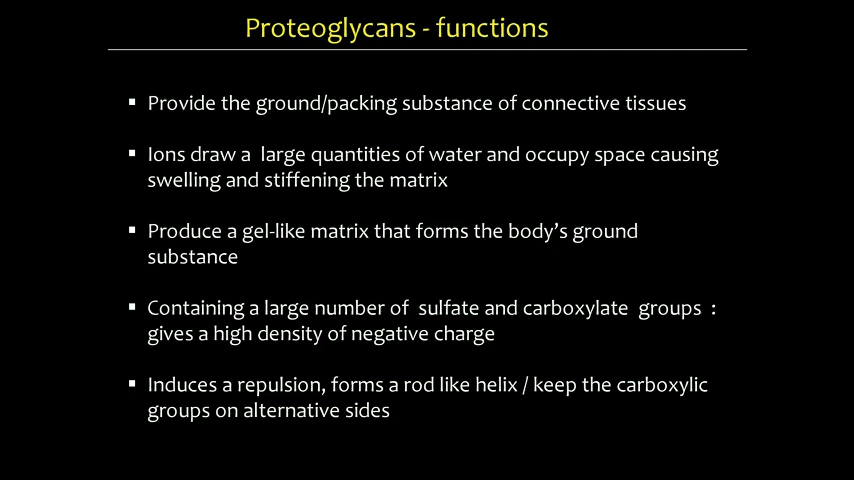 Proteoglycans - functions
▪ Provide the ground/packing substance of connective tissues
▪ Ions draw a large quantities of water and occupy space causing
swelling and stiffening the matrix
▪ Produce a gel-like matrix that forms the body’s ground
substance
▪ Containing a large number of sulfate and carboxylate groups :
gives a high density of negative charge
▪ Induces a repulsion, forms a rod like helix / keep the carboxylic
groups on alternative sides